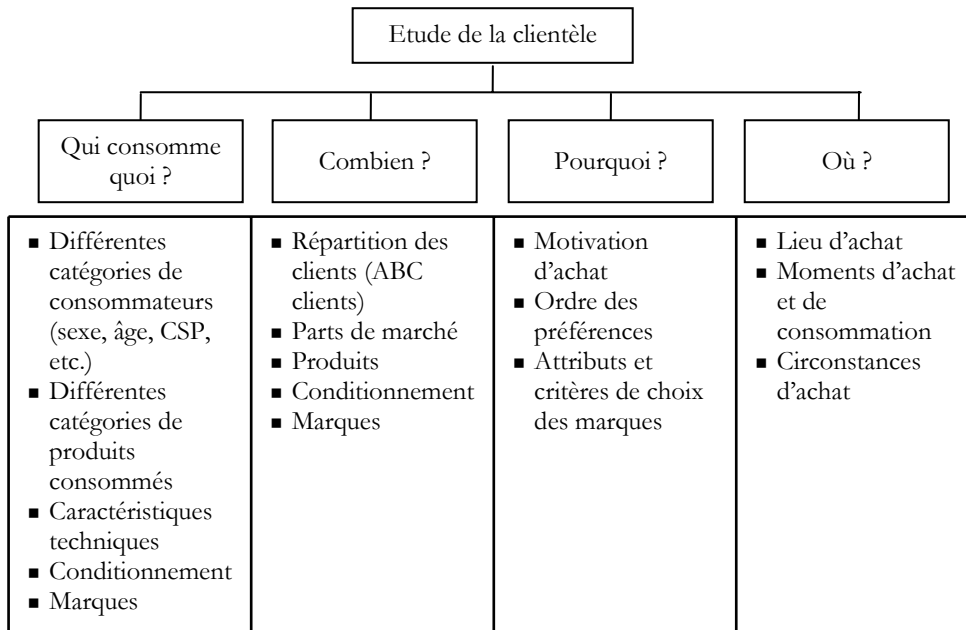 Etude de la clientèle
Qui consomme
quoi ?
Combien ?
Pourquoi ?
Où ?
■ Différentes
catégories de
consommateurs
(sexe, âge, CSP,
etc.)
■ Différentes
catégories de
produits
consommés
■ Caractéristiques
techniques
■ Conditionnement
■ Marques
■ Répartition des
clients (ABC
clients)
■ Parts de marché
■ Produits
■ Conditionnement
■ Marques
■ Motivation
d’achat
■ Ordre des
préférences
■ Attributs et
critères de choix
des marques
■ Lieu d’achat
■ Moments d’achat
et de
consommation
■ Circonstances
d’achat